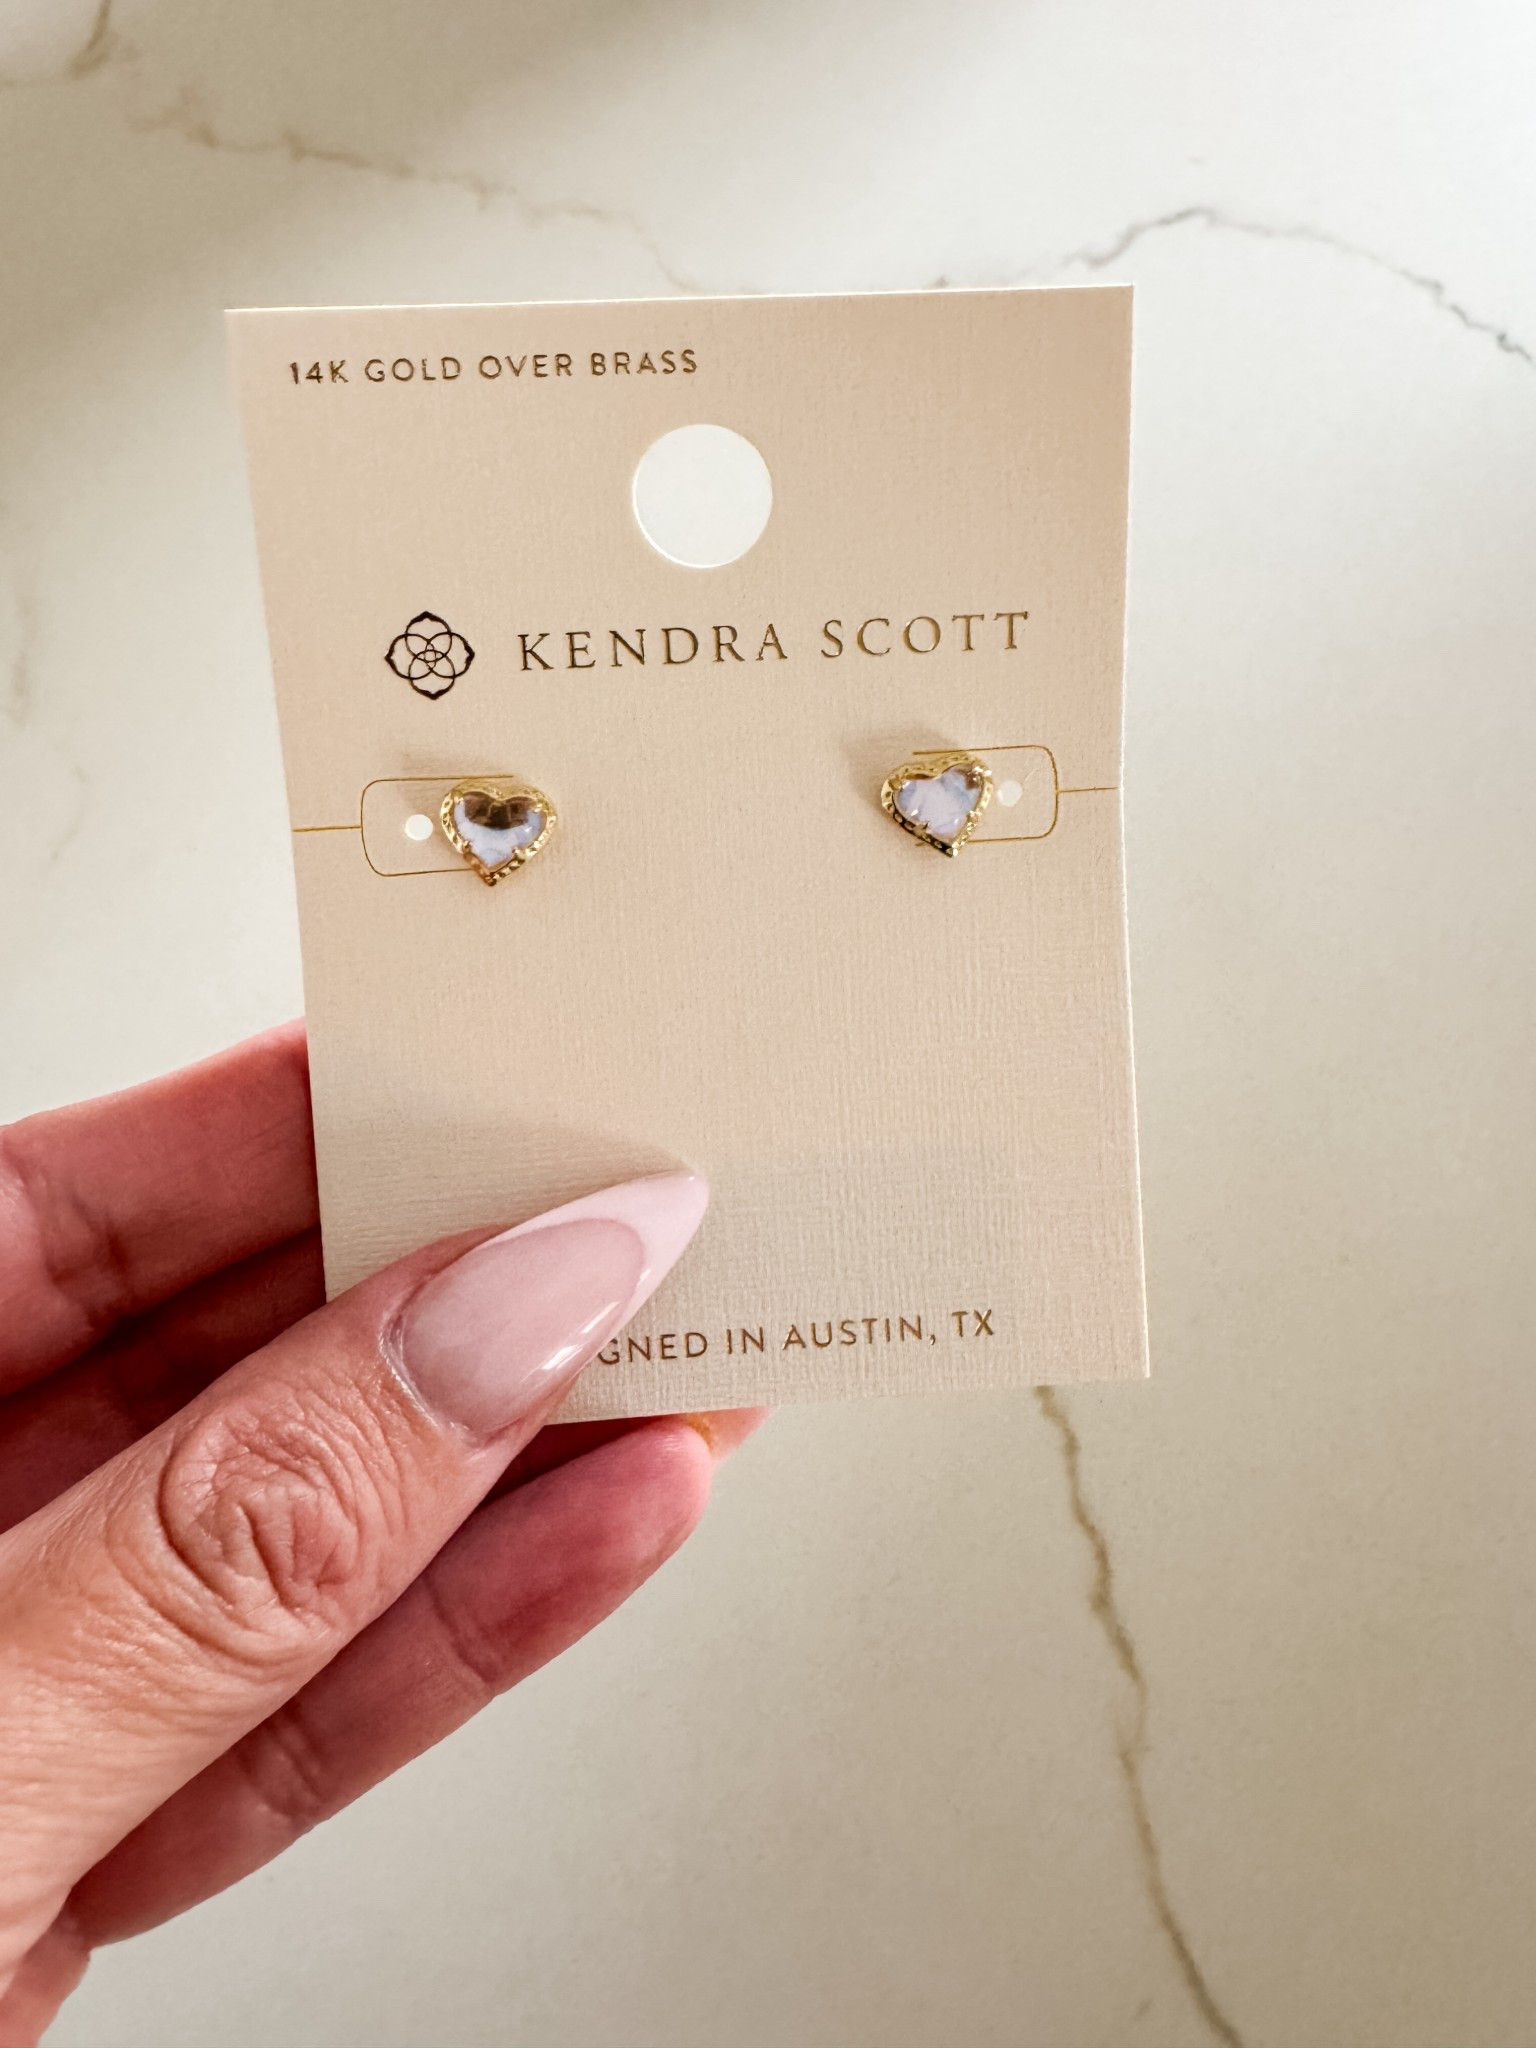 14K GOLD OVER BRASS
KENDRA SCOTT
GNED IN AUSTIN, TX